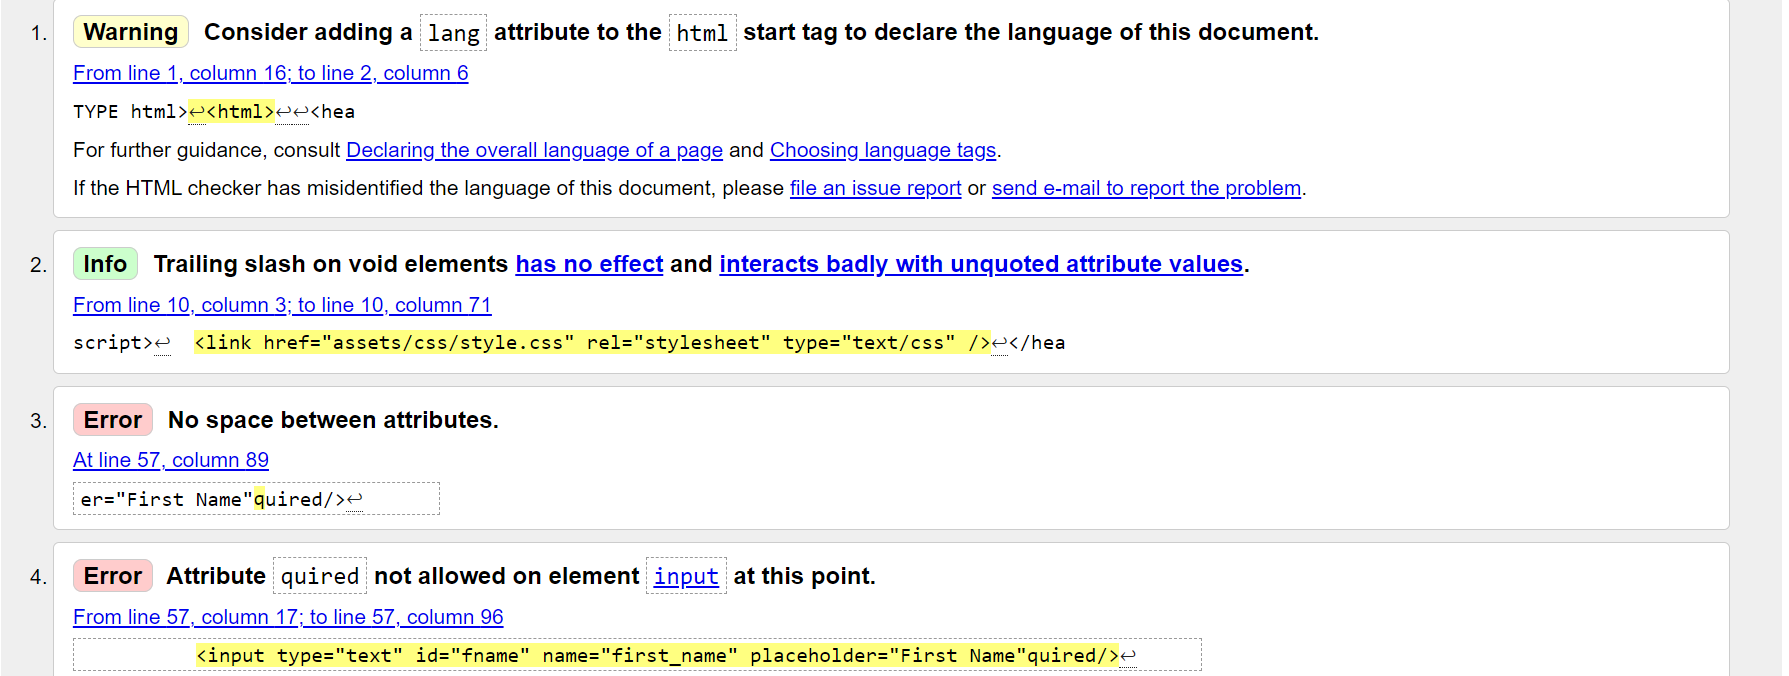 1. Warning Consider adding a lang attribute to the html start tag to declare the language of this document.
From line 1, column 16; to line 2, column 6
TYPE html>↩<html>↩↩<hea
For further guidance, consult Declaring the overall language of a page and Choosing language tags.
If the HTML checker has misidentified the language of this document, please file an issue report or send e-mail to report the problem.
2. Info Trailing slash on void elements has no effect and interacts badly with unquoted attribute values.
From line 10, column 3; to line 10, column 71
script>↩  <link href="assets/css/style.css" rel="stylesheet" type="text/css" />↩</hea
3. Error No space between attributes.
At line 57, column 89
er="First Name"quired/>↩
4. Error Attribute quired not allowed on element input at this point.
From line 57, column 17; to line 57, column 96
<input type="text" id="fname" name="first_name" placeholder="First Name"quired/>↩